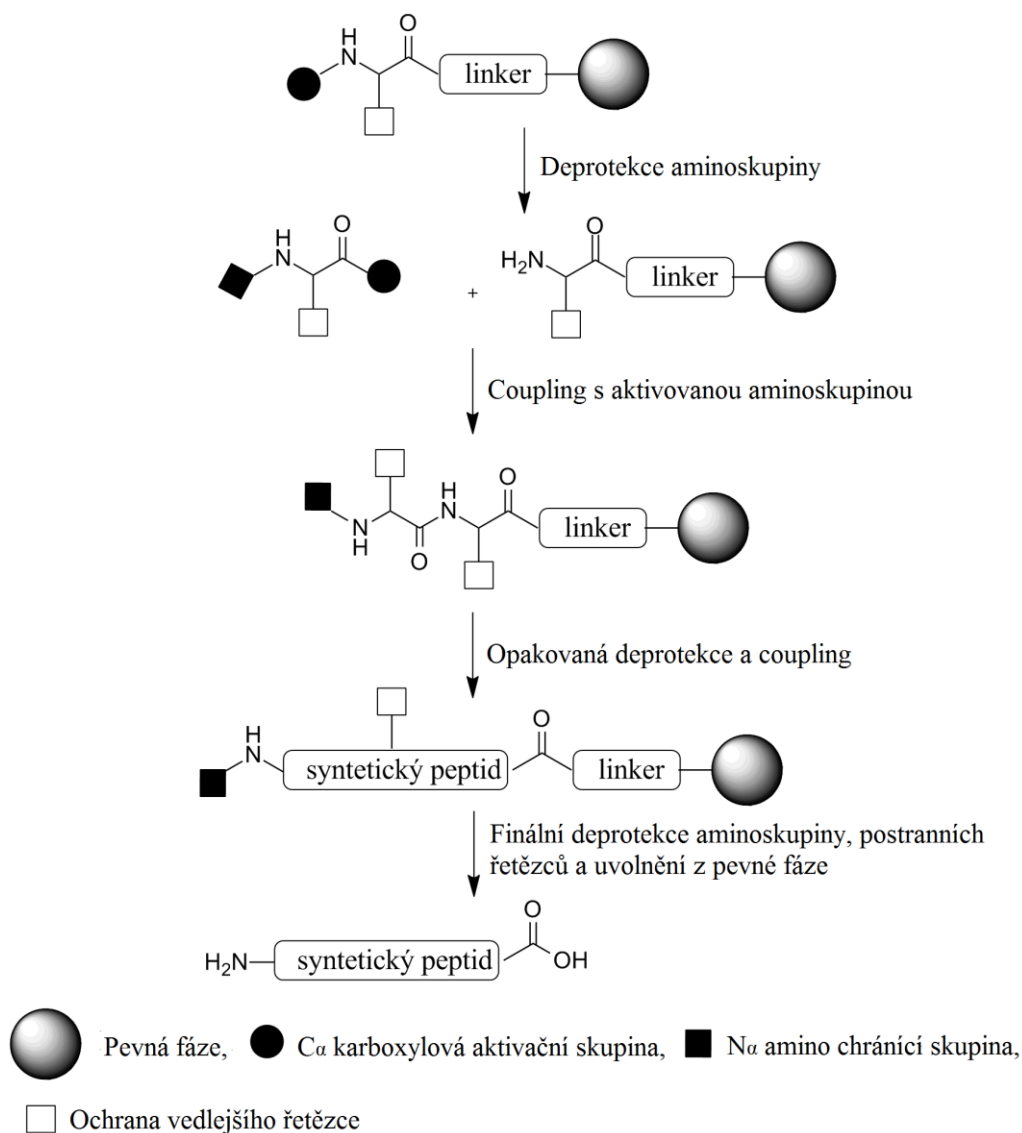 H
N
O
linker
Deprotekce aminoskupiny
H
N
O
H₂N
O
linker
+
Coupling s aktivovanou aminoskupinou
N
H
O
H
N
O
linker
Opakovaná deprotekce a coupling
H
N
syntetický peptid
O
linker
Finální deprotekce aminoskupiny, postranních
řetězců a uvolnění z pevné fáze
H₂N
syntetický peptid
O
OH
Pevná fáze, Cα karboxylová aktivační skupina, Nα amino chránící skupina,
Ochrana vedlejšího řetězce